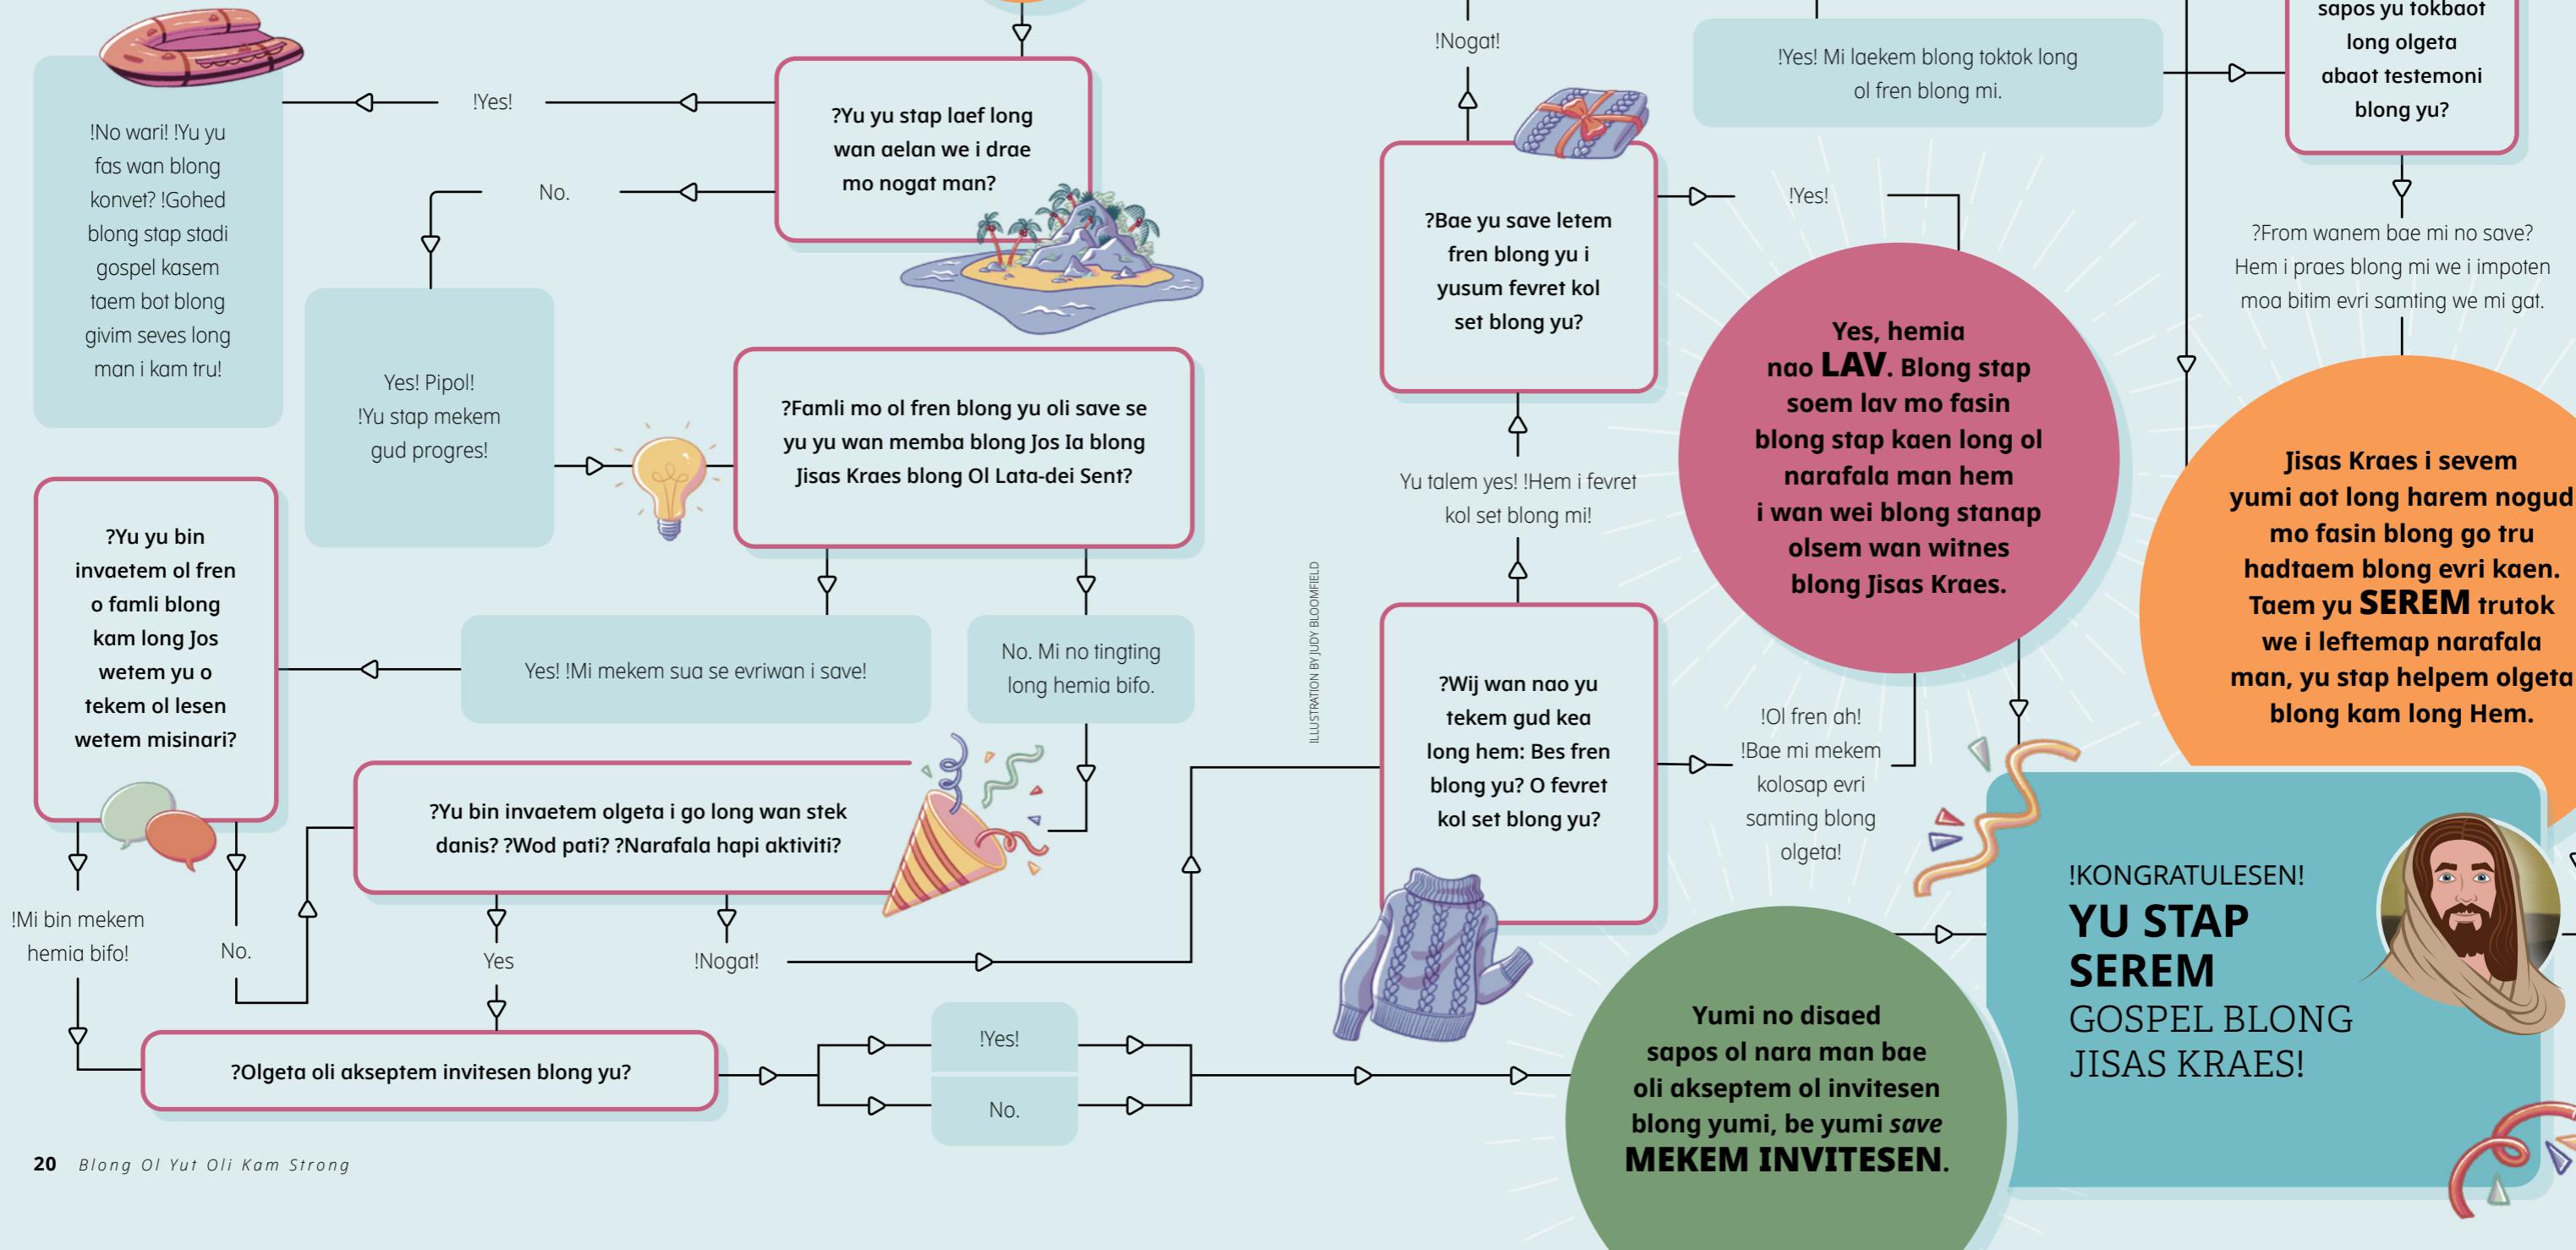 !Yes!
!No wari! !Yu yu
fas wan blong
konvet? !Gohed
blong stap stadi
gospel kasem
taem bot blong
givim seves long
man i kam tru!
?Yu yu stap laef long
wan aelan we i drae
mo nogat man?
No.
Yes! Pipol!
!Yu stap mekem
gud progres!
?Famli mo ol fren blong yu oli save se
yu yu wan memba blong Jos Ia blong
Jisas Kraes blong Ol Lata-dei Sent?
?Yu yu bin
invaetem ol fren
o famli blong
kam long Jos
wetem yu o
tekem ol lesen
wetem misinari?
Yes! !Mi mekem sua se evriwan i save!
No. Mi no tingting
long hemia bifo.
?Yu bin invaetem olgeta i go long wan stek
danis? ?Wod pati? ?Narafala hapi aktiviti?
!Mi bin mekem
hemia bifo!
No.
Yes
!Nogat!
?Olgeta oli akseptem invitesen blong yu?
!Yes!
No.
20 Blong Ol Yut Oli Kam Strong
ILLUSTRATION BY JUDY BLOOMFIELD
!Nogat!
?Bae yu save letem
fren blong yu i
yusum fevret kol
set blong yu?
!Yes!
Yu talem yes! !Hem i fevret
kol set blong mi!
?Wij wan nao yu
tekem gud kea
long hem: Bes fren
blong yu? O fevret
kol set blong yu?
!Ol fren ah!
!Bae mi mekem
kolosap evri
samting blong
olgeta!
!Yes! Mi laekem blong toktok long
ol fren blong mi.
Yes, hemia
nao LAV. Blong stap
soem lav mo fasin
blong stap kaen long ol
narafala man hem
i wan wei blong stanap
olsem wan witnes
blong Jisas Kraes.
sapos yu tokbaot
long olgeta
abaot testemoni
blong yu?
?From wanem bae mi no save?
Hem i praes blong mi we i impoten
moa bitim evri samting we mi gat.
Jisas Kraes i sevem
yumi aot long harem nogud
mo fasin blong go tru
hadtaem blong evri kaen.
Taem yu SEREM trutok
we i leftemap narafala
man, yu stap helpem olgeta
blong kam long Hem.
Yumi no disaed
sapos ol nara man bae
oli akseptem ol invitesen
blong yumi, be yumi save
MEKEM INVITESEN.
!KONGRATULESEN!
YU STAP
SEREM
GOSPEL BLONG
JISAS KRAES!